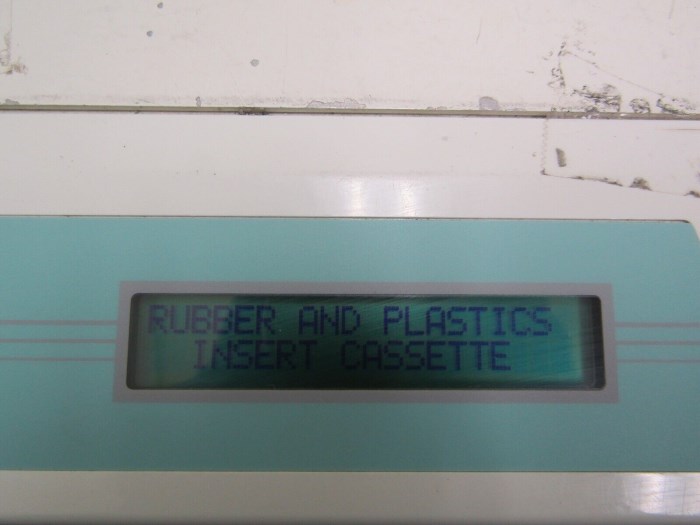 RUBBER AND PLASTICS
INSERT CASSETTE